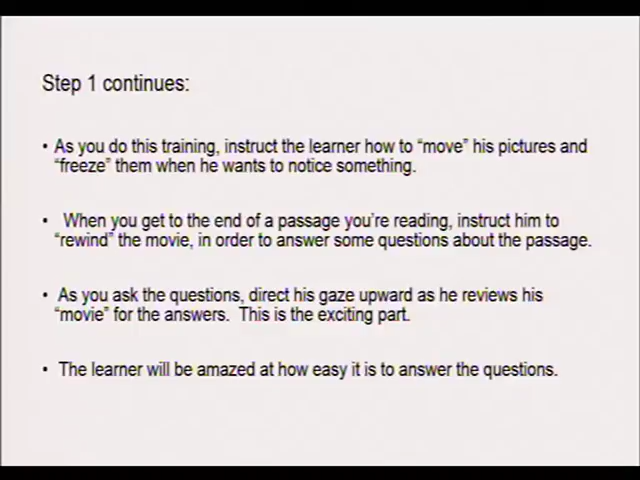 Step 1 continues:
• As you do this training, instruct the learner how to “move” his pictures and
“freeze” them when he wants to notice something.
• When you get to the end of a passage you’re reading, instruct him to
“rewind” the movie, in order to answer some questions about the passage.
• As you ask the questions, direct his gaze upward as he reviews his
“movie” for the answers.  This is the exciting part.
• The learner will be amazed at how easy it is to answer the questions.